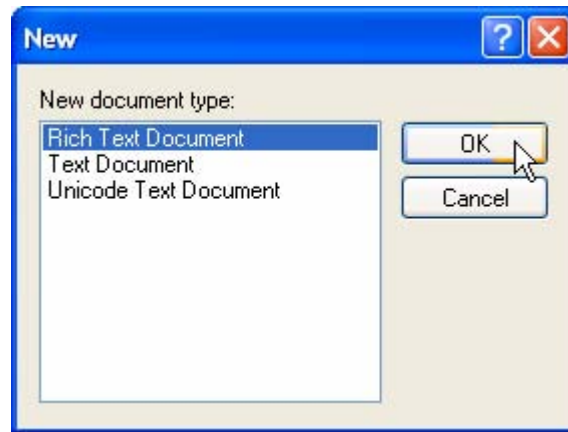 New
New document type:
Rich Text Document
Text Document
Unicode Text Document
OK
Cancel